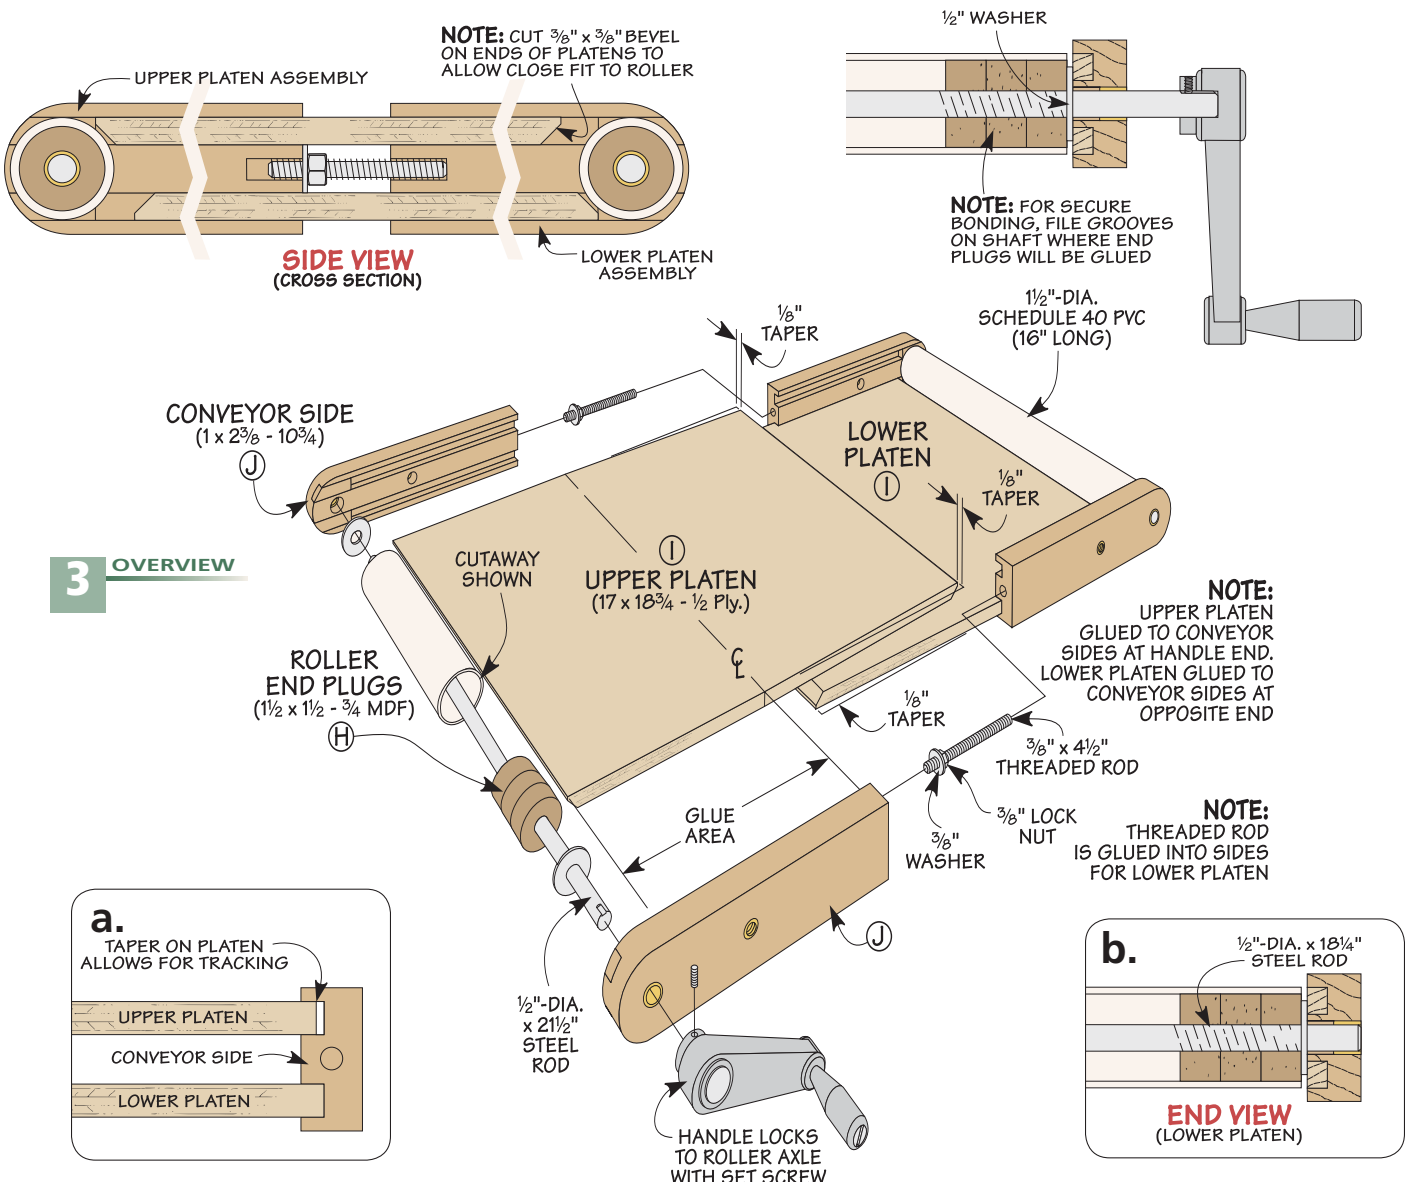 UPPER PLATEN ASSEMBLY
NOTE: CUT 3/8" x 3/8" BEVEL
ON ENDS OF PLATENS TO
ALLOW CLOSE FIT TO ROLLER
SIDE VIEW
(CROSS SECTION)
LOWER PLATEN
ASSEMBLY
½" WASHER
NOTE: FOR SECURE
BONDING, FILE GROOVES
ON SHAFT WHERE END
PLUGS WILL BE GLUED
1½"-DIA.
SCHEDULE 40 PVC
(16" LONG)
⅛"
TAPER
CONVEYOR SIDE
(1 x 2⅜ - 10¾)
J
LOWER
PLATEN
I
⅛"
TAPER
3
OVERVIEW
CUTAWAY
SHOWN
I
UPPER PLATEN
(17 x 18¾ - ½ Ply.)
CL
NOTE:
UPPER PLATEN
GLUED TO CONVEYOR
SIDES AT HANDLE END.
LOWER PLATEN GLUED TO
CONVEYOR SIDES AT
OPPOSITE END
ROLLER
END PLUGS
(1½ x 1½ - ¾ MDF)
H
⅛"
TAPER
⅜" x 4½"
THREADED ROD
⅜" LOCK
NUT
⅜"
WASHER
GLUE
AREA
NOTE:
THREADED ROD
IS GLUED INTO SIDES
FOR LOWER PLATEN
J
½"-DIA.
x 21½"
STEEL
ROD
HANDLE LOCKS
TO ROLLER AXLE
WITH SET SCREW
a.
TAPER ON PLATEN
ALLOWS FOR TRACKING
UPPER PLATEN
CONVEYOR SIDE
LOWER PLATEN
b.
½"-DIA. x 18¼"
STEEL ROD
END VIEW
(LOWER PLATEN)